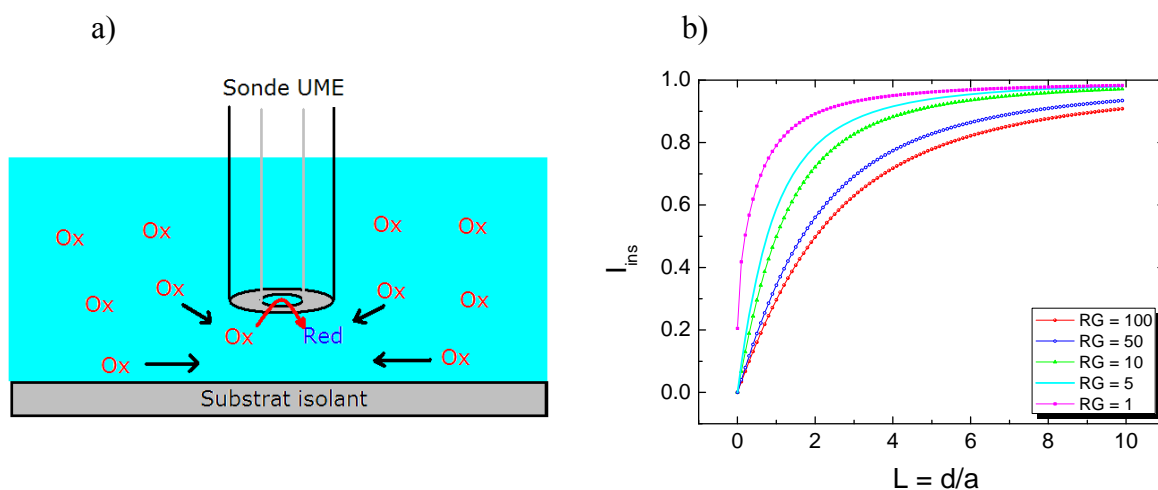 a)
Sonde UME
Ox
Ox
Ox
Ox
Ox
Ox
Ox
Ox
Ox
Red
Ox
Ox
Substrat isolant
b)
1.0
0.8
0.6
0.4
0.2
0.0
I ins
0
2
4
6
8
10
L = d/a
RG = 100
RG = 50
RG = 10
RG = 5
RG = 1